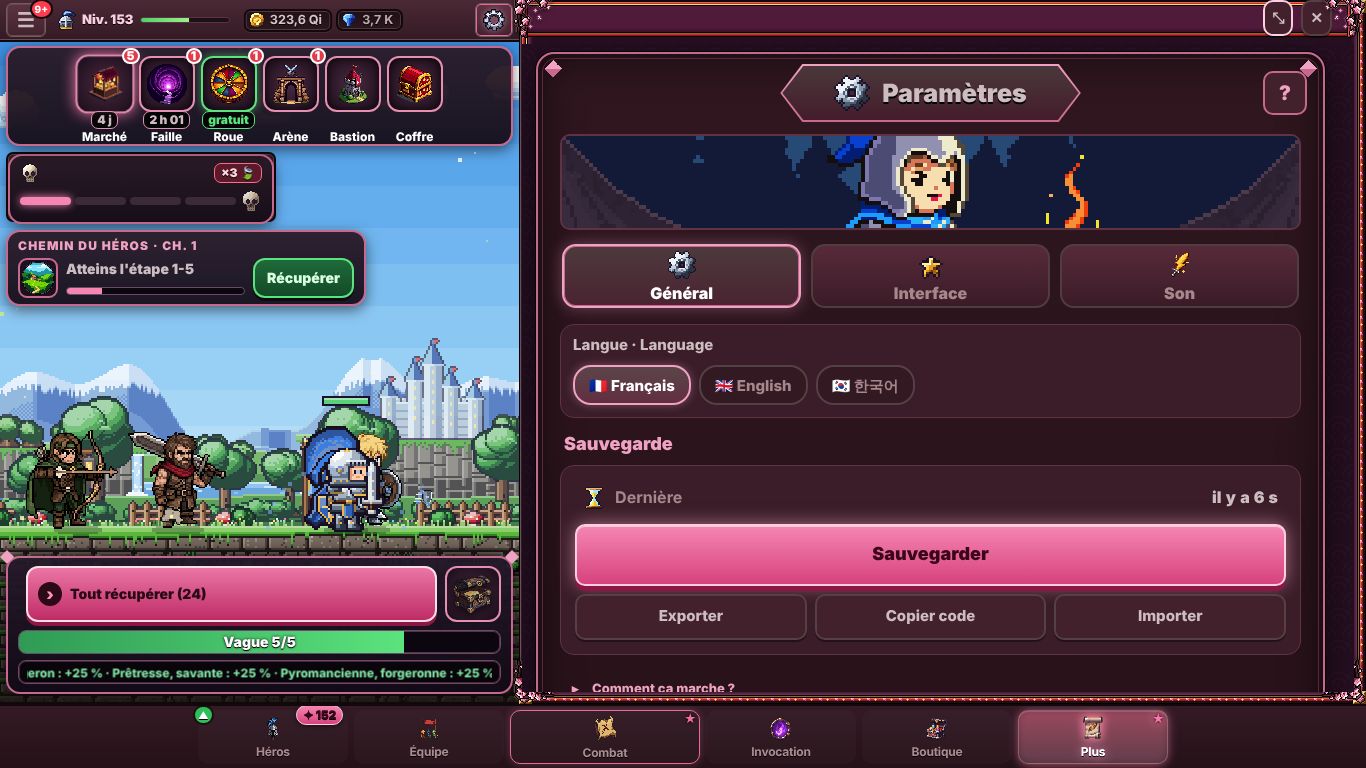 9+
Niv. 153
323,6 Qi
3,7 K
5
1
1
1
4 j
2 h 01
gratuit
Marché
Faille
Roue
Arène
Bastion
Coffre
×3
CHEMIN DU HÉROS · CH. 1
Atteins l'étape 1-5
Récupérer
Tout récupérer (24)
Vague 5/5
eron : +25 % · Prêtresse, savante : +25 % · Pyromancienne, forgeronne : +25 %
Paramètres
?
Général
Interface
Son
Langue · Language
Français
English
한국어
Sauvegarde
Dernière
il y a 6 s
Sauvegarder
Exporter
Copier code
Importer
Comment ça marche ?
152
Héros
Équipe
Combat
Invocation
Boutique
Plus